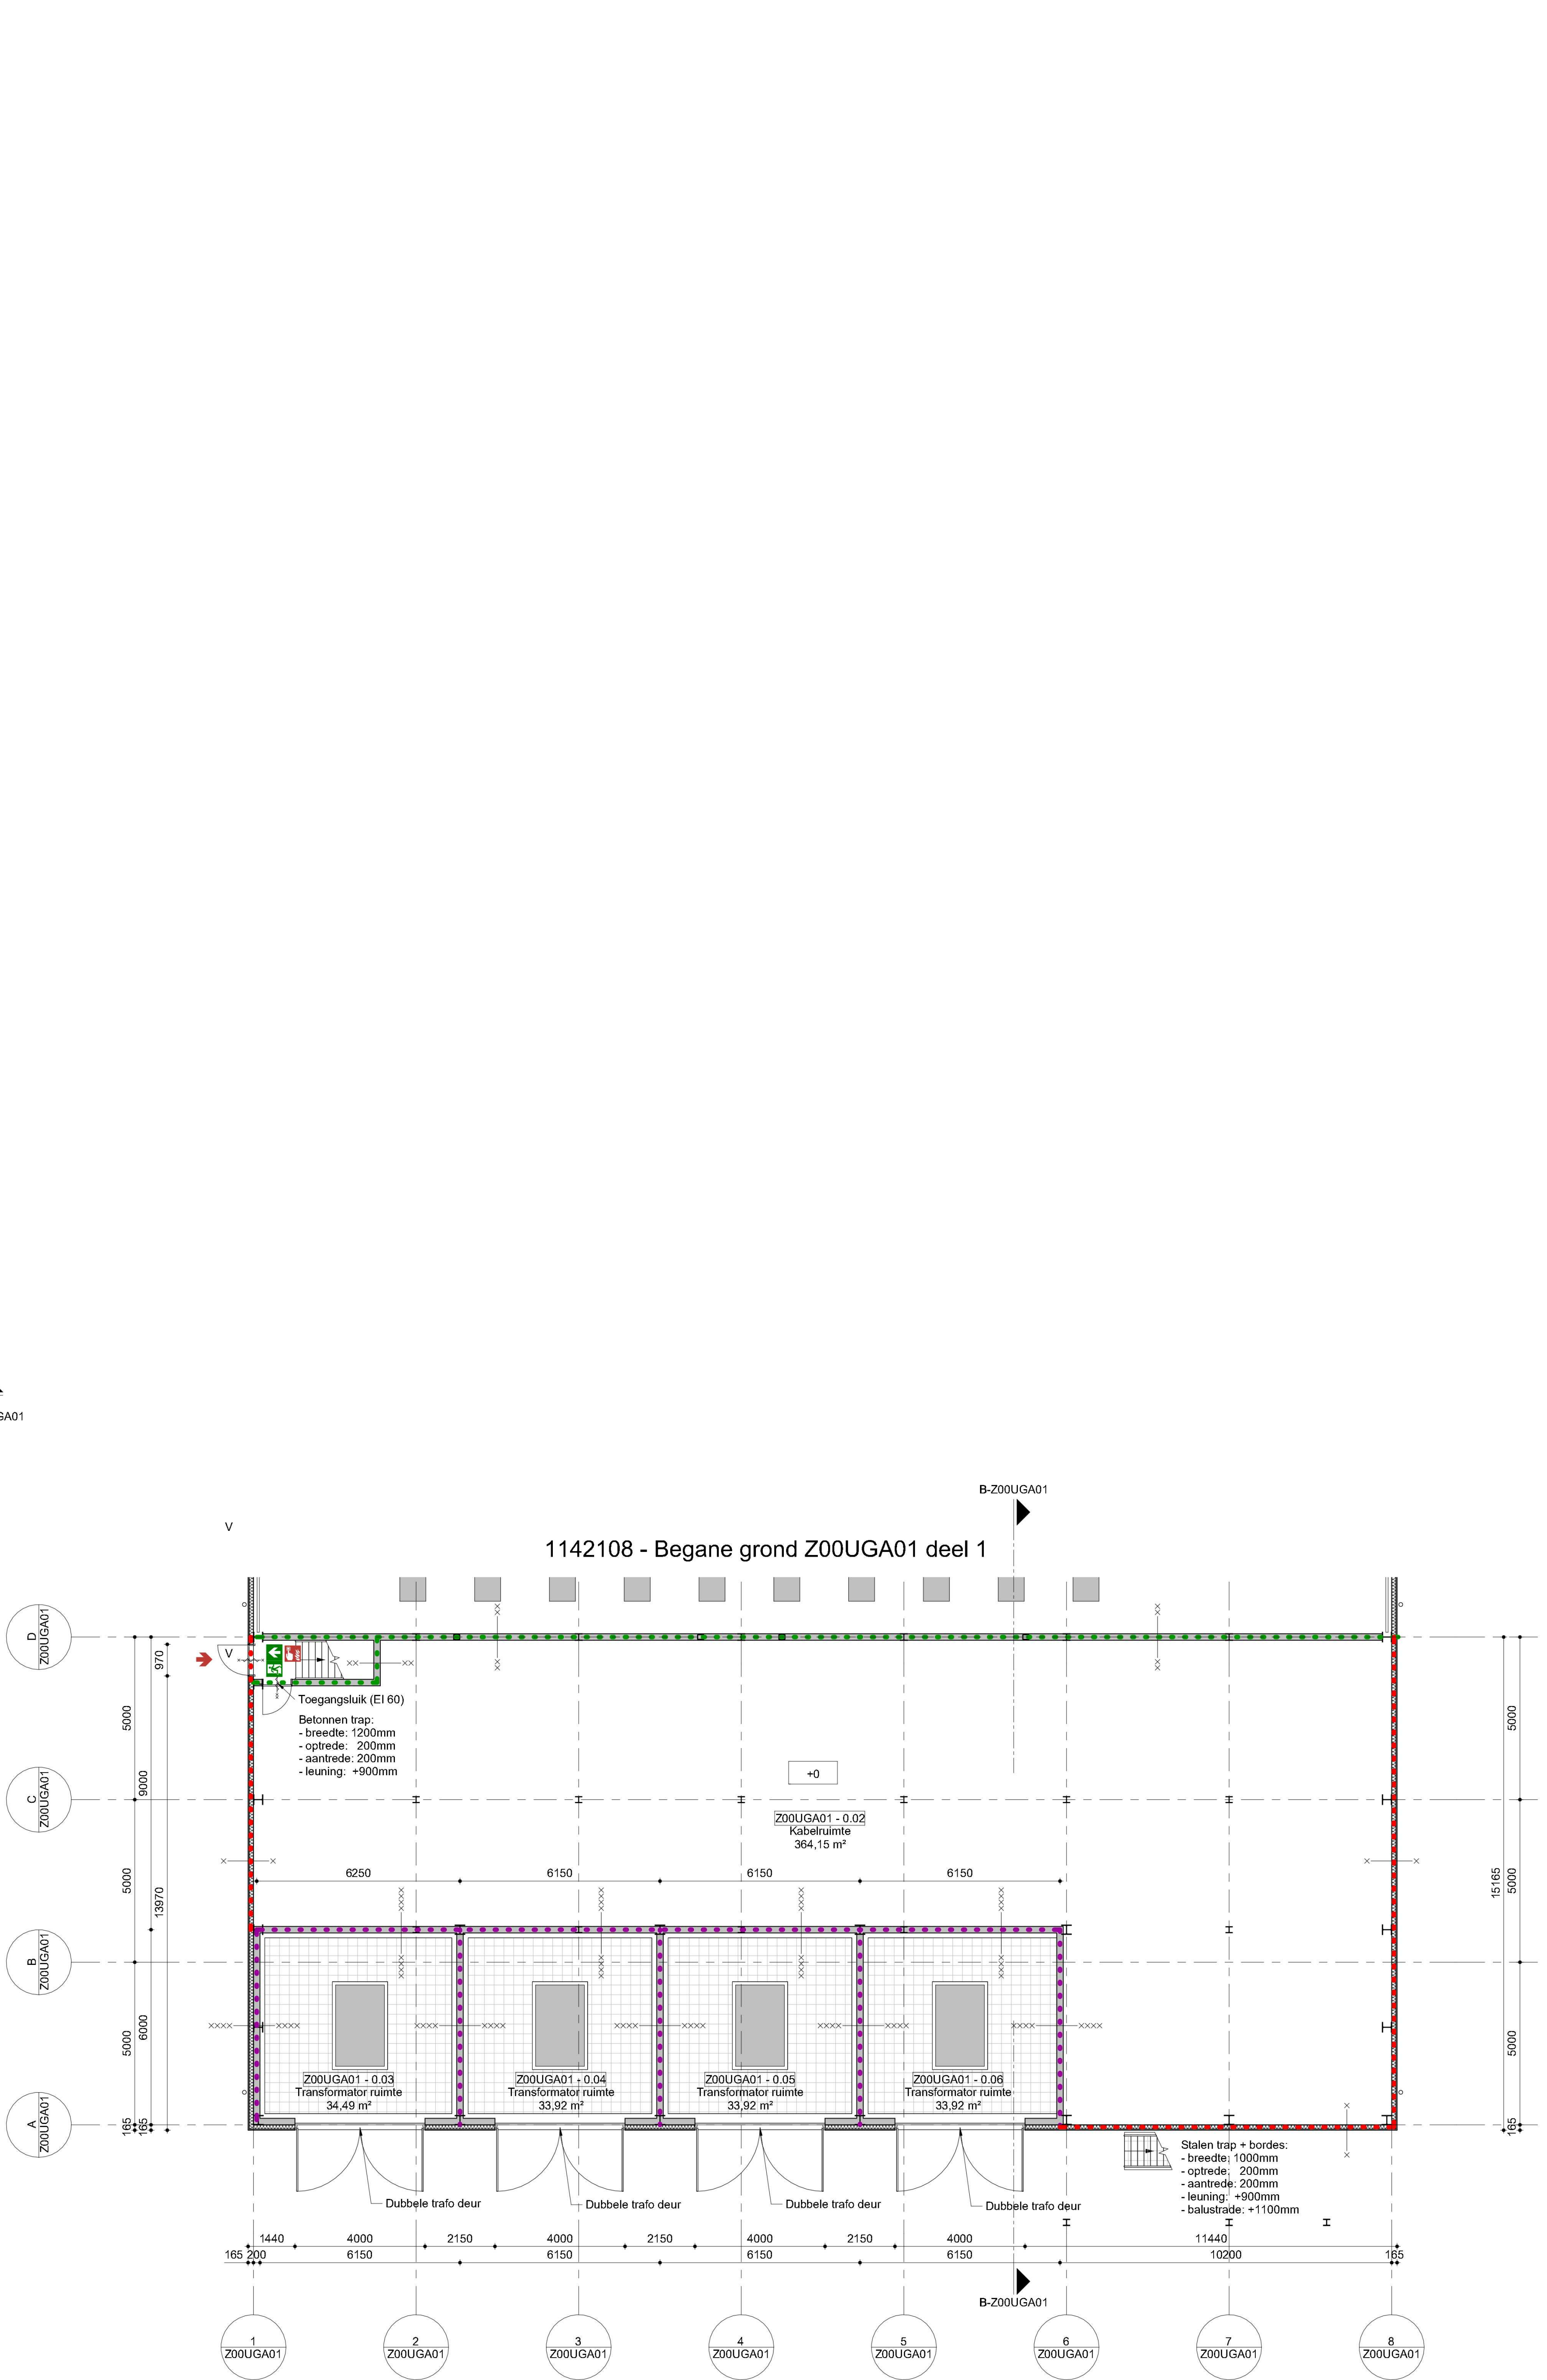 GA01
B-Z00UGA01
V
1142108 - Begane grond Z00UGA01 deel 1
D
Z00UGA01
970
V
Toegangsluik (EI 60)
Betonnen trap:
- breedte: 1200mm
- optrede: 200mm
- aantrede: 200mm
- leuning: +900mm
5000
5000
9000
+0
C
Z00UGA01
Z00UGA01 - 0.02
Kabelruimte
364,15 m²
6250
6150
6150
6150
5000
13970
15165
5000
B
Z00UGA01
5000
6000
5000
Z00UGA01 - 0.03
Transformator ruimte
34,49 m²
Z00UGA01 - 0.04
Transformator ruimte
33,92 m²
Z00UGA01 - 0.05
Transformator ruimte
33,92 m²
Z00UGA01 - 0.06
Transformator ruimte
33,92 m²
A
Z00UGA01
165
165
165
Stalen trap + bordes:
- breedte: 1000mm
- optrede: 200mm
- aantrede: 200mm
- leuning: +900mm
- balustrade: +1100mm
Dubbele trafo deur
Dubbele trafo deur
Dubbele trafo deur
Dubbele trafo deur
1440 4000 2150 4000 2150 4000 2150 4000 11440
165 200 6150 6150 6150 6150 10200 165
B-Z00UGA01
1
Z00UGA01
2
Z00UGA01
3
Z00UGA01
4
Z00UGA01
5
Z00UGA01
6
Z00UGA01
7
Z00UGA01
8
Z00UGA01